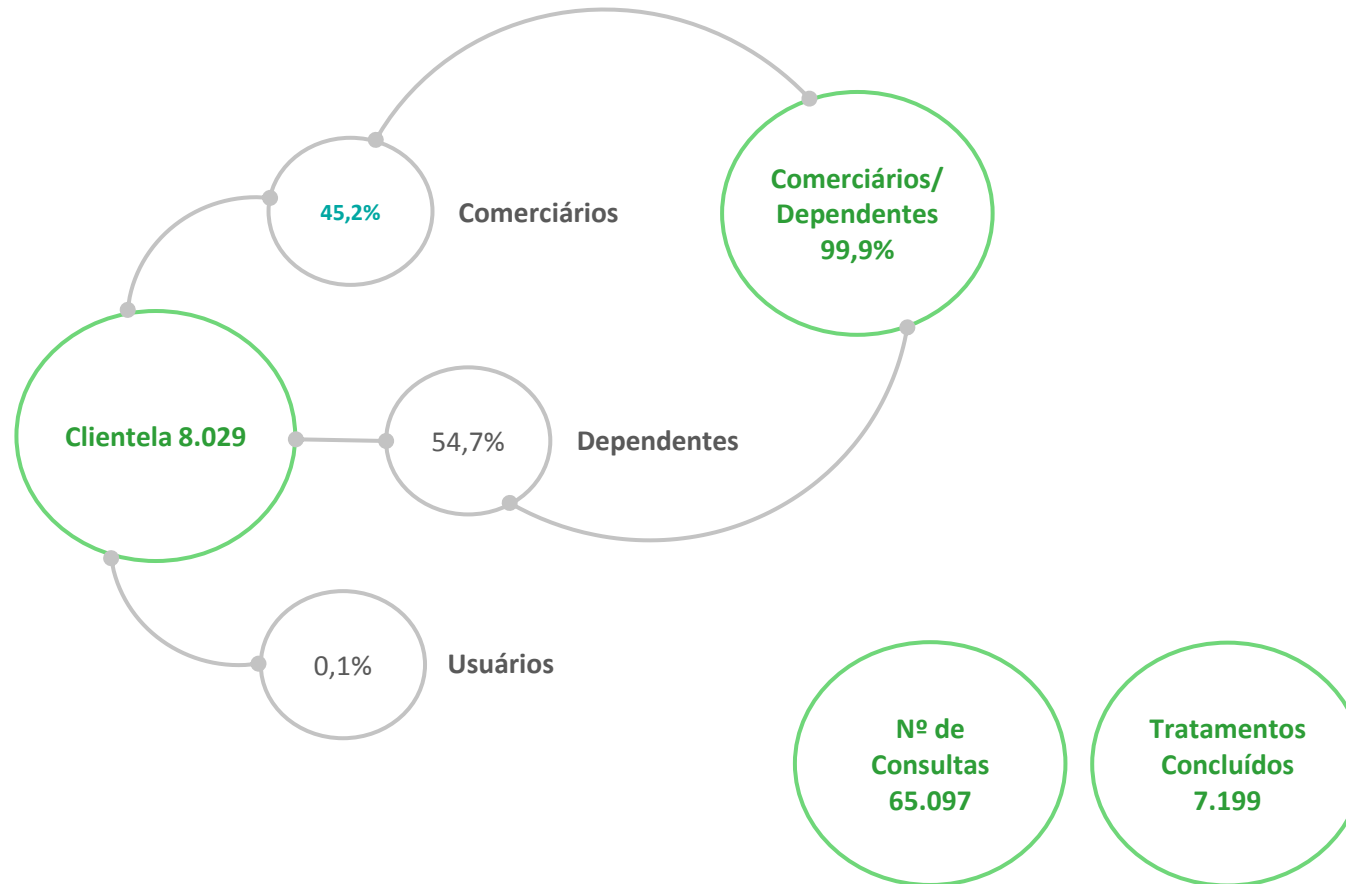 Comerciários/
Dependentes
99,9%
45,2%
Comerciários
Clientela 8.029
54,7%
Dependentes
0,1%
Usuários
Nº de
Consultas
65.097
Tratamentos
Concluídos
7.199